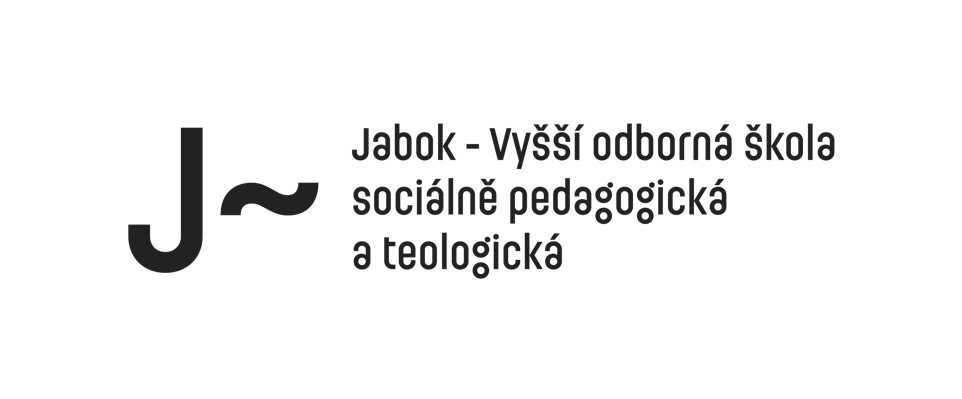 J~
Jabok - Vyšší odborná škola
sociálně pedagogická
a teologická